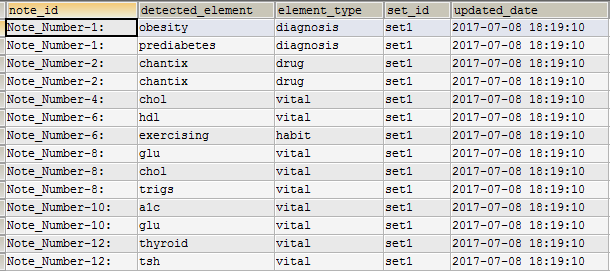 note_id detected_element element_type set_id updated_date
Note_Number-1: obesity diagnosis set1 2017-07-08 18:19:10
Note_Number-1: prediabetes diagnosis set1 2017-07-08 18:19:10
Note_Number-2: chantix drug set1 2017-07-08 18:19:10
Note_Number-2: chantix drug set1 2017-07-08 18:19:10
Note_Number-4: chol vital set1 2017-07-08 18:19:10
Note_Number-6: hdl vital set1 2017-07-08 18:19:10
Note_Number-6: exercising habit set1 2017-07-08 18:19:10
Note_Number-8: glu vital set1 2017-07-08 18:19:10
Note_Number-8: chol vital set1 2017-07-08 18:19:10
Note_Number-8: trigs vital set1 2017-07-08 18:19:10
Note_Number-10: a1c vital set1 2017-07-08 18:19:10
Note_Number-10: glu vital set1 2017-07-08 18:19:10
Note_Number-12: thyroid vital set1 2017-07-08 18:19:10
Note_Number-12: tsh vital set1 2017-07-08 18:19:10